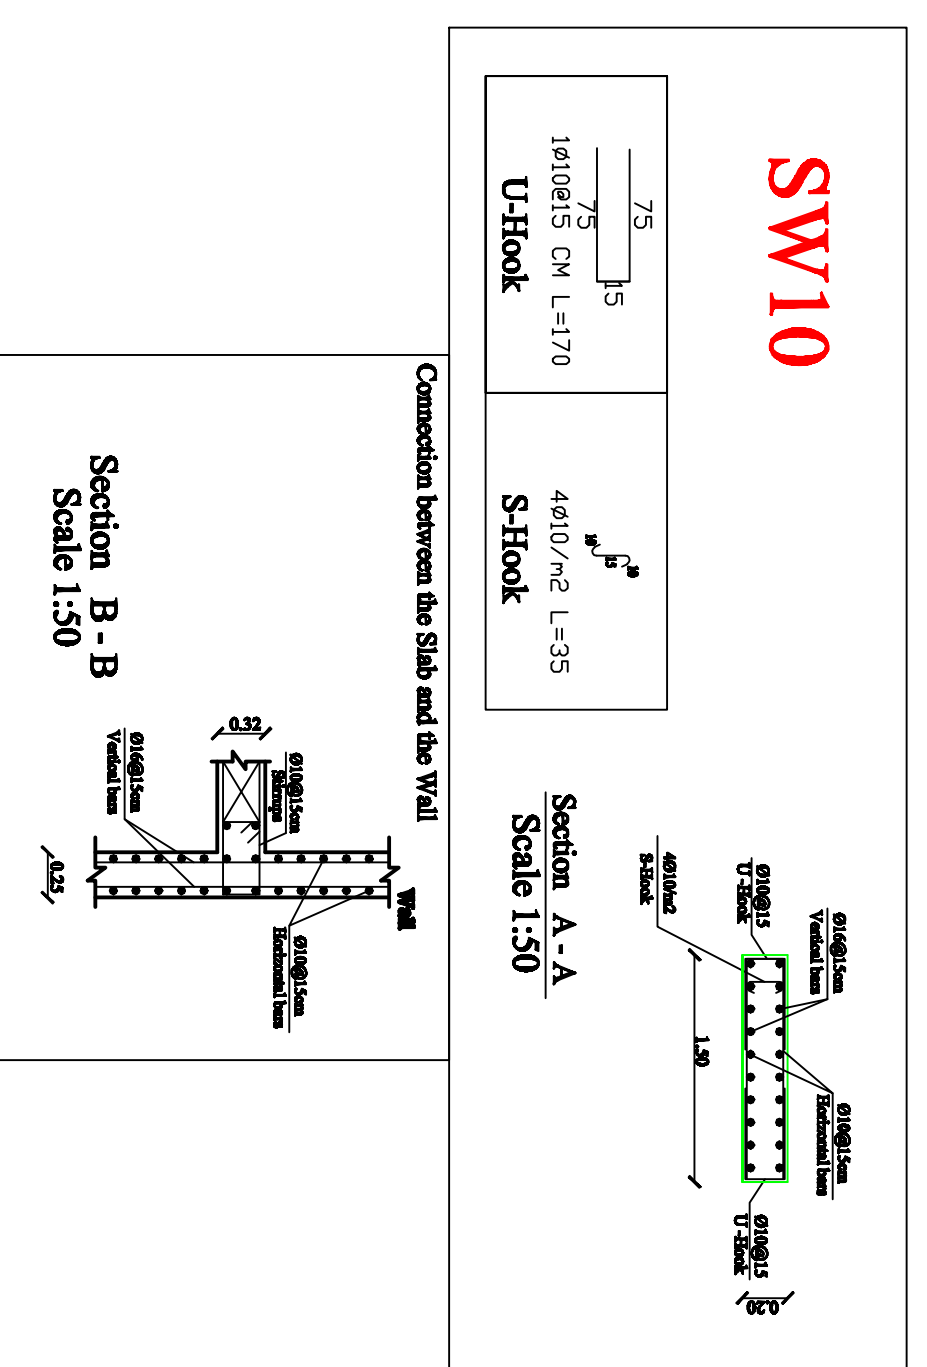 SW10
75
15
75
1Ø10@15 CM L=170
U-Hook
10
15
10
4Ø10/m2 L=35
S-Hook
Ø16@15cm
Vertical bars
Ø10@15cm
Horizontal bars
Ø10@15
U-Hook
4Ø10/m2
S-Hook
Ø10@15
U-Hook
0.20
1.50
Section A - A
Scale 1:50
Connection between the Slab and the Wall
Wall
Ø10@15cm
Stirrups
Ø10@15cm
Horizontal bars
0.32
Ø16@15cm
Vertical bars
0.25
Section B - B
Scale 1:50